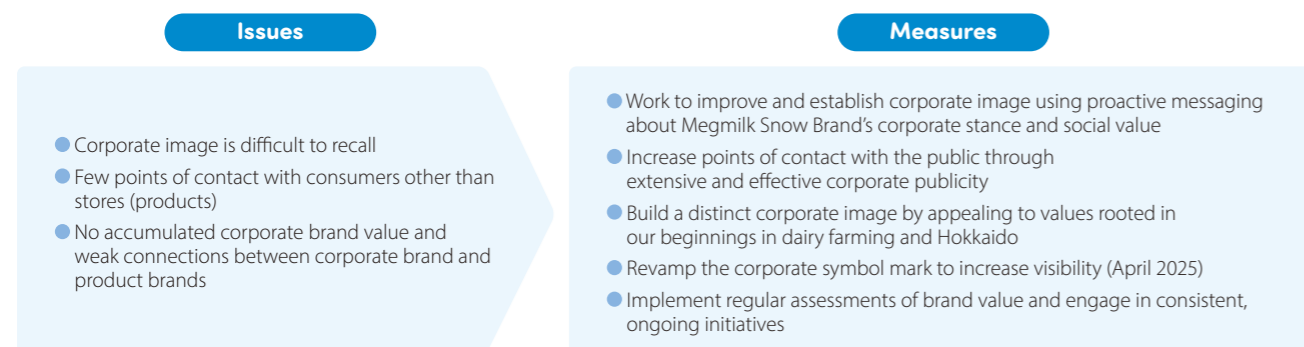 Issues
● Corporate image is difficult to recall
● Few points of contact with consumers other than
stores (products)
● No accumulated corporate brand value and
weak connections between corporate brand and
product brands
Measures
● Work to improve and establish corporate image using proactive messaging
about Megmilk Snow Brand’s corporate stance and social value
● Increase points of contact with the public through
extensive and effective corporate publicity
● Build a distinct corporate image by appealing to values rooted in
our beginnings in dairy farming and Hokkaido
● Revamp the corporate symbol mark to increase visibility (April 2025)
● Implement regular assessments of brand value and engage in consistent,
ongoing initiatives